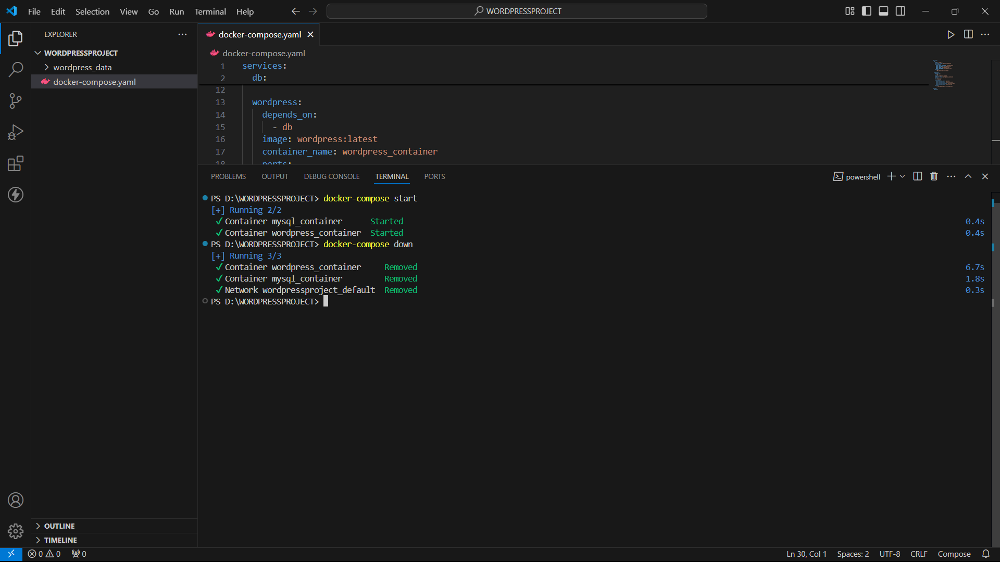 File Edit Selection View Go Run Terminal Help
WORDPRESSPROJECT
EXPLORER
WORDPRESSPROJECT
wordpress_data
docker-compose.yaml
docker-compose.yaml
docker-compose.yaml
1 services:
2 db:
12
13 wordpress:
14 depends_on:
15 - db
16 image: wordpress:latest
17 container_name: wordpress_container
18 ports:
PROBLEMS OUTPUT DEBUG CONSOLE TERMINAL PORTS
powershell
PS D:\WORDPRESSPROJECT> docker-compose start
[+] Running 2/2
✓ Container mysql_container Started 0.4s
✓ Container wordpress_container Started 0.4s
PS D:\WORDPRESSPROJECT> docker-compose down
[+] Running 3/3
✓ Container wordpress_container Removed 6.7s
✓ Container mysql_container Removed 1.8s
✓ Network wordpressproject_default Removed 0.3s
PS D:\WORDPRESSPROJECT>
OUTLINE
TIMELINE
0 0 0
Ln 30, Col 1 Spaces: 2 UTF-8 CRLF Compose